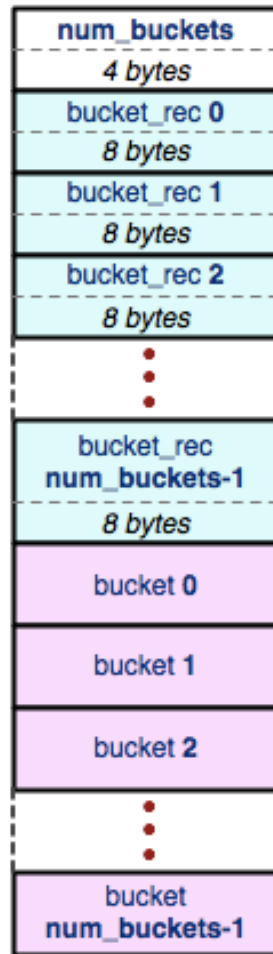 num_buckets
4 bytes
bucket_rec 0
8 bytes
bucket_rec 1
8 bytes
bucket_rec 2
8 bytes
bucket_rec
num_buckets-1
8 bytes
bucket 0
bucket 1
bucket 2
bucket
num_buckets-1